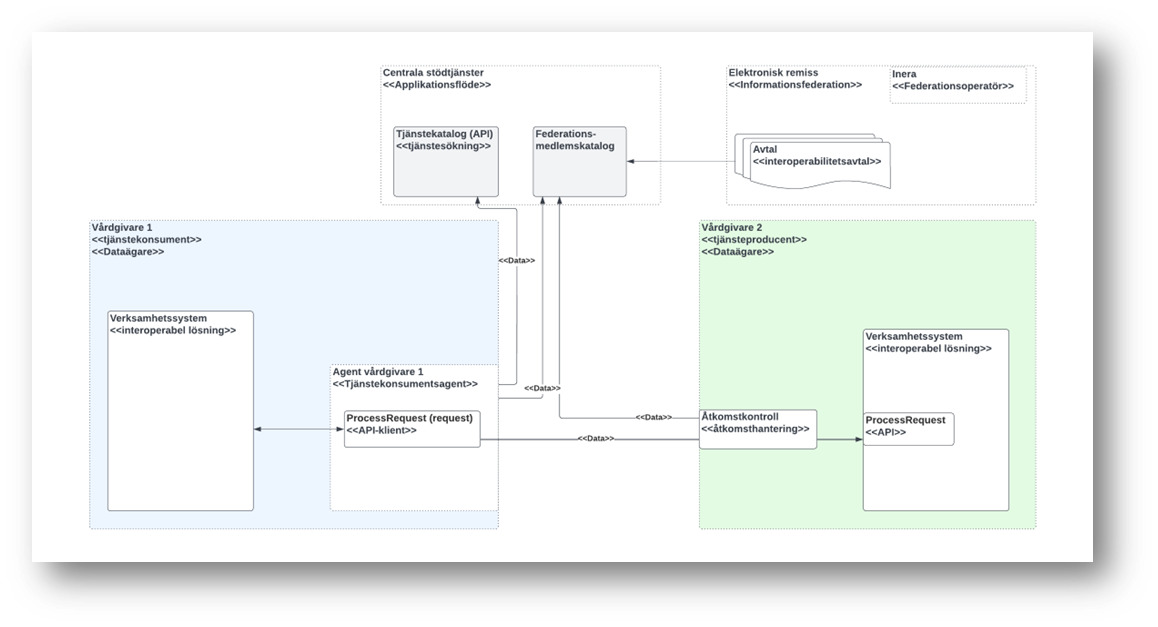 Centrala stödtjänster
<<Applikationsflöde>>
Tjänstekatalog (API)
<<tjänstesökning>>
Federations-
medlemskatalog
Elektronisk remiss
<<Informationsfederation>>
Inera
<<Federationsoperatör>>
Avtal
<<interoperabilitetsavtal>>
Vårdgivare 1
<<tjänstekonsument>>
<<Dataägare>>
Verksamhetssystem
<<interoperabel lösning>>
Agent vårdgivare 1
<<Tjänstekonsumentsagent>>
ProcessRequest (request)
<<API-klient>>
<<Data>>
<<Data>>
<<Data>>
<<Data>>
Vårdgivare 2
<<tjänsteproducent>>
<<Dataägare>>
Åtkomstkontroll
<<åtkomsthantering>>
Verksamhetssystem
<<interoperabel lösning>>
ProcessRequest
<<API>>